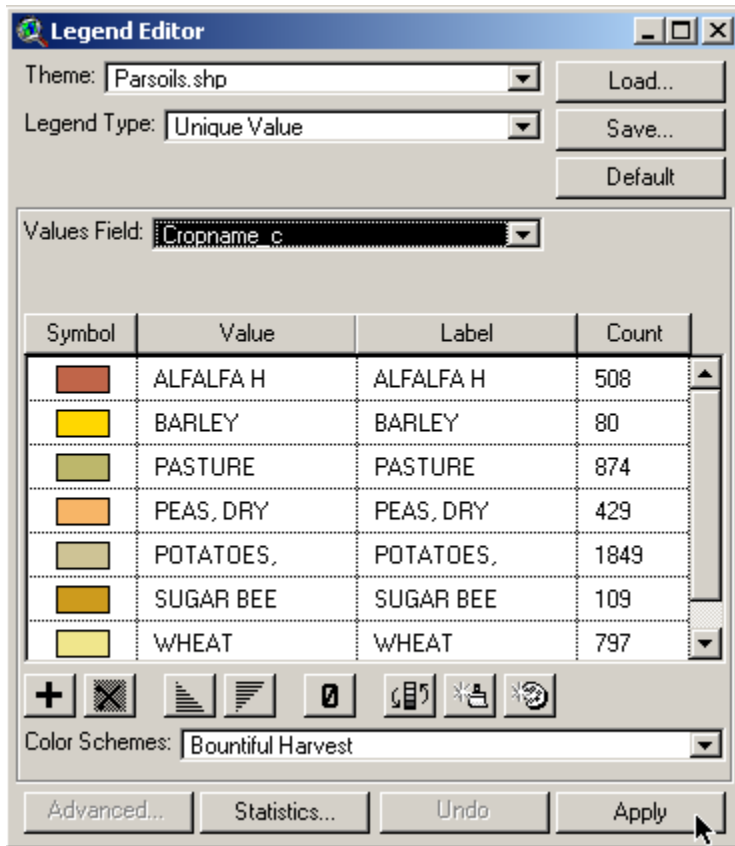 Legend Editor
Theme: Parsoils.shp
Load...
Legend Type: Unique Value
Save...
Default
Values Field: Cropname_c
Symbol Value Label Count
ALFALFA H ALFALFA H 508
BARLEY BARLEY 80
PASTURE PASTURE 874
PEAS, DRY PEAS, DRY 429
POTATOES, POTATOES, 1849
SUGAR BEE SUGAR BEE 109
WHEAT WHEAT 797
0
Color Schemes: Bountiful Harvest
Advanced... Statistics... Undo Apply